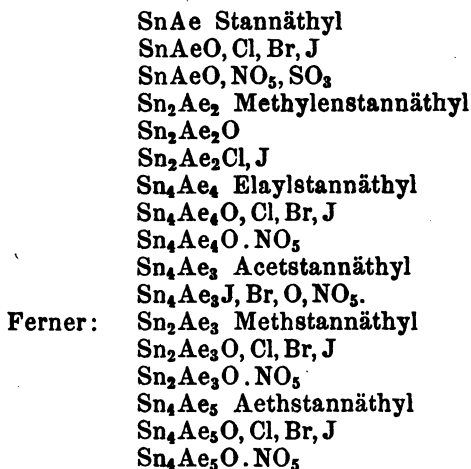 SnAe Stannäthyl
SnAeO, Cl, Br, J
SnAeO, NO₅, SO₃
Sn₂Ae₂ Methylenstannäthyl
Sn₂Ae₂O
Sn₂Ae₂Cl, J
Sn₄Ae₄ Elaylstannäthyl
Sn₄Ae₄O, Cl, Br, J
Sn₄Ae₄O . NO₅
Sn₄Ae₃ Acetstannäthyl
Sn₄Ae₃J, Br, O, NO₅.
Ferner: Sn₂Ae₃ Methstannäthyl
Sn₂Ae₃O, Cl, Br, J
Sn₂Ae₃O . NO₅
Sn₄Ae₅ Aethstannäthyl
Sn₄Ae₅O, Cl, Br, J
Sn₄Ae₅O . NO₅